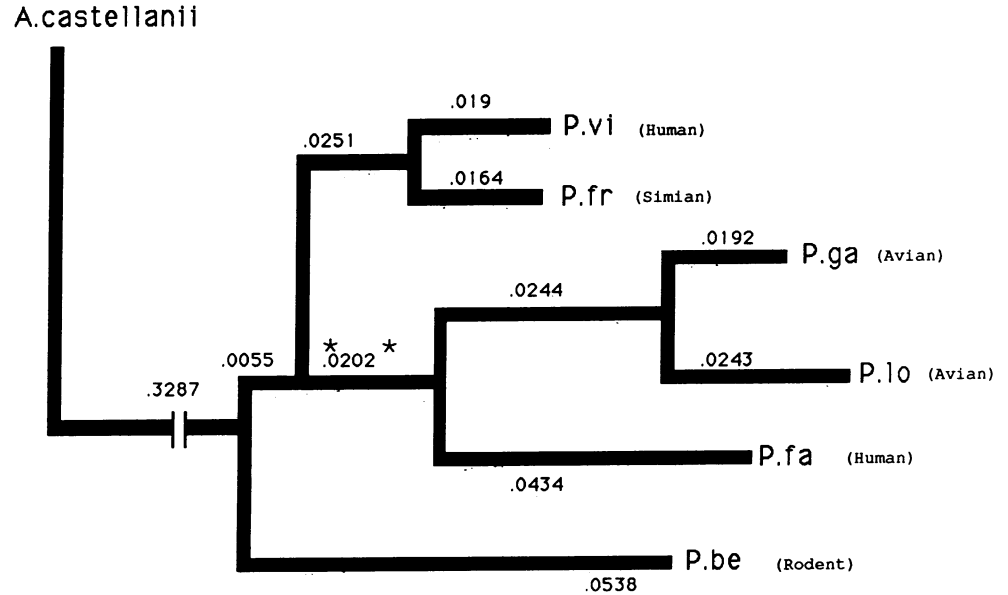 A.castellanii
.019
P.vi (Human)
.0251
.0164
P.fr (Simian)
.0192
P.ga (Avian)
.0244
* *
.0055 .0202
.0243
P.lo (Avian)
.3287
P.fa (Human)
.0434
P.be (Rodent)
.0538